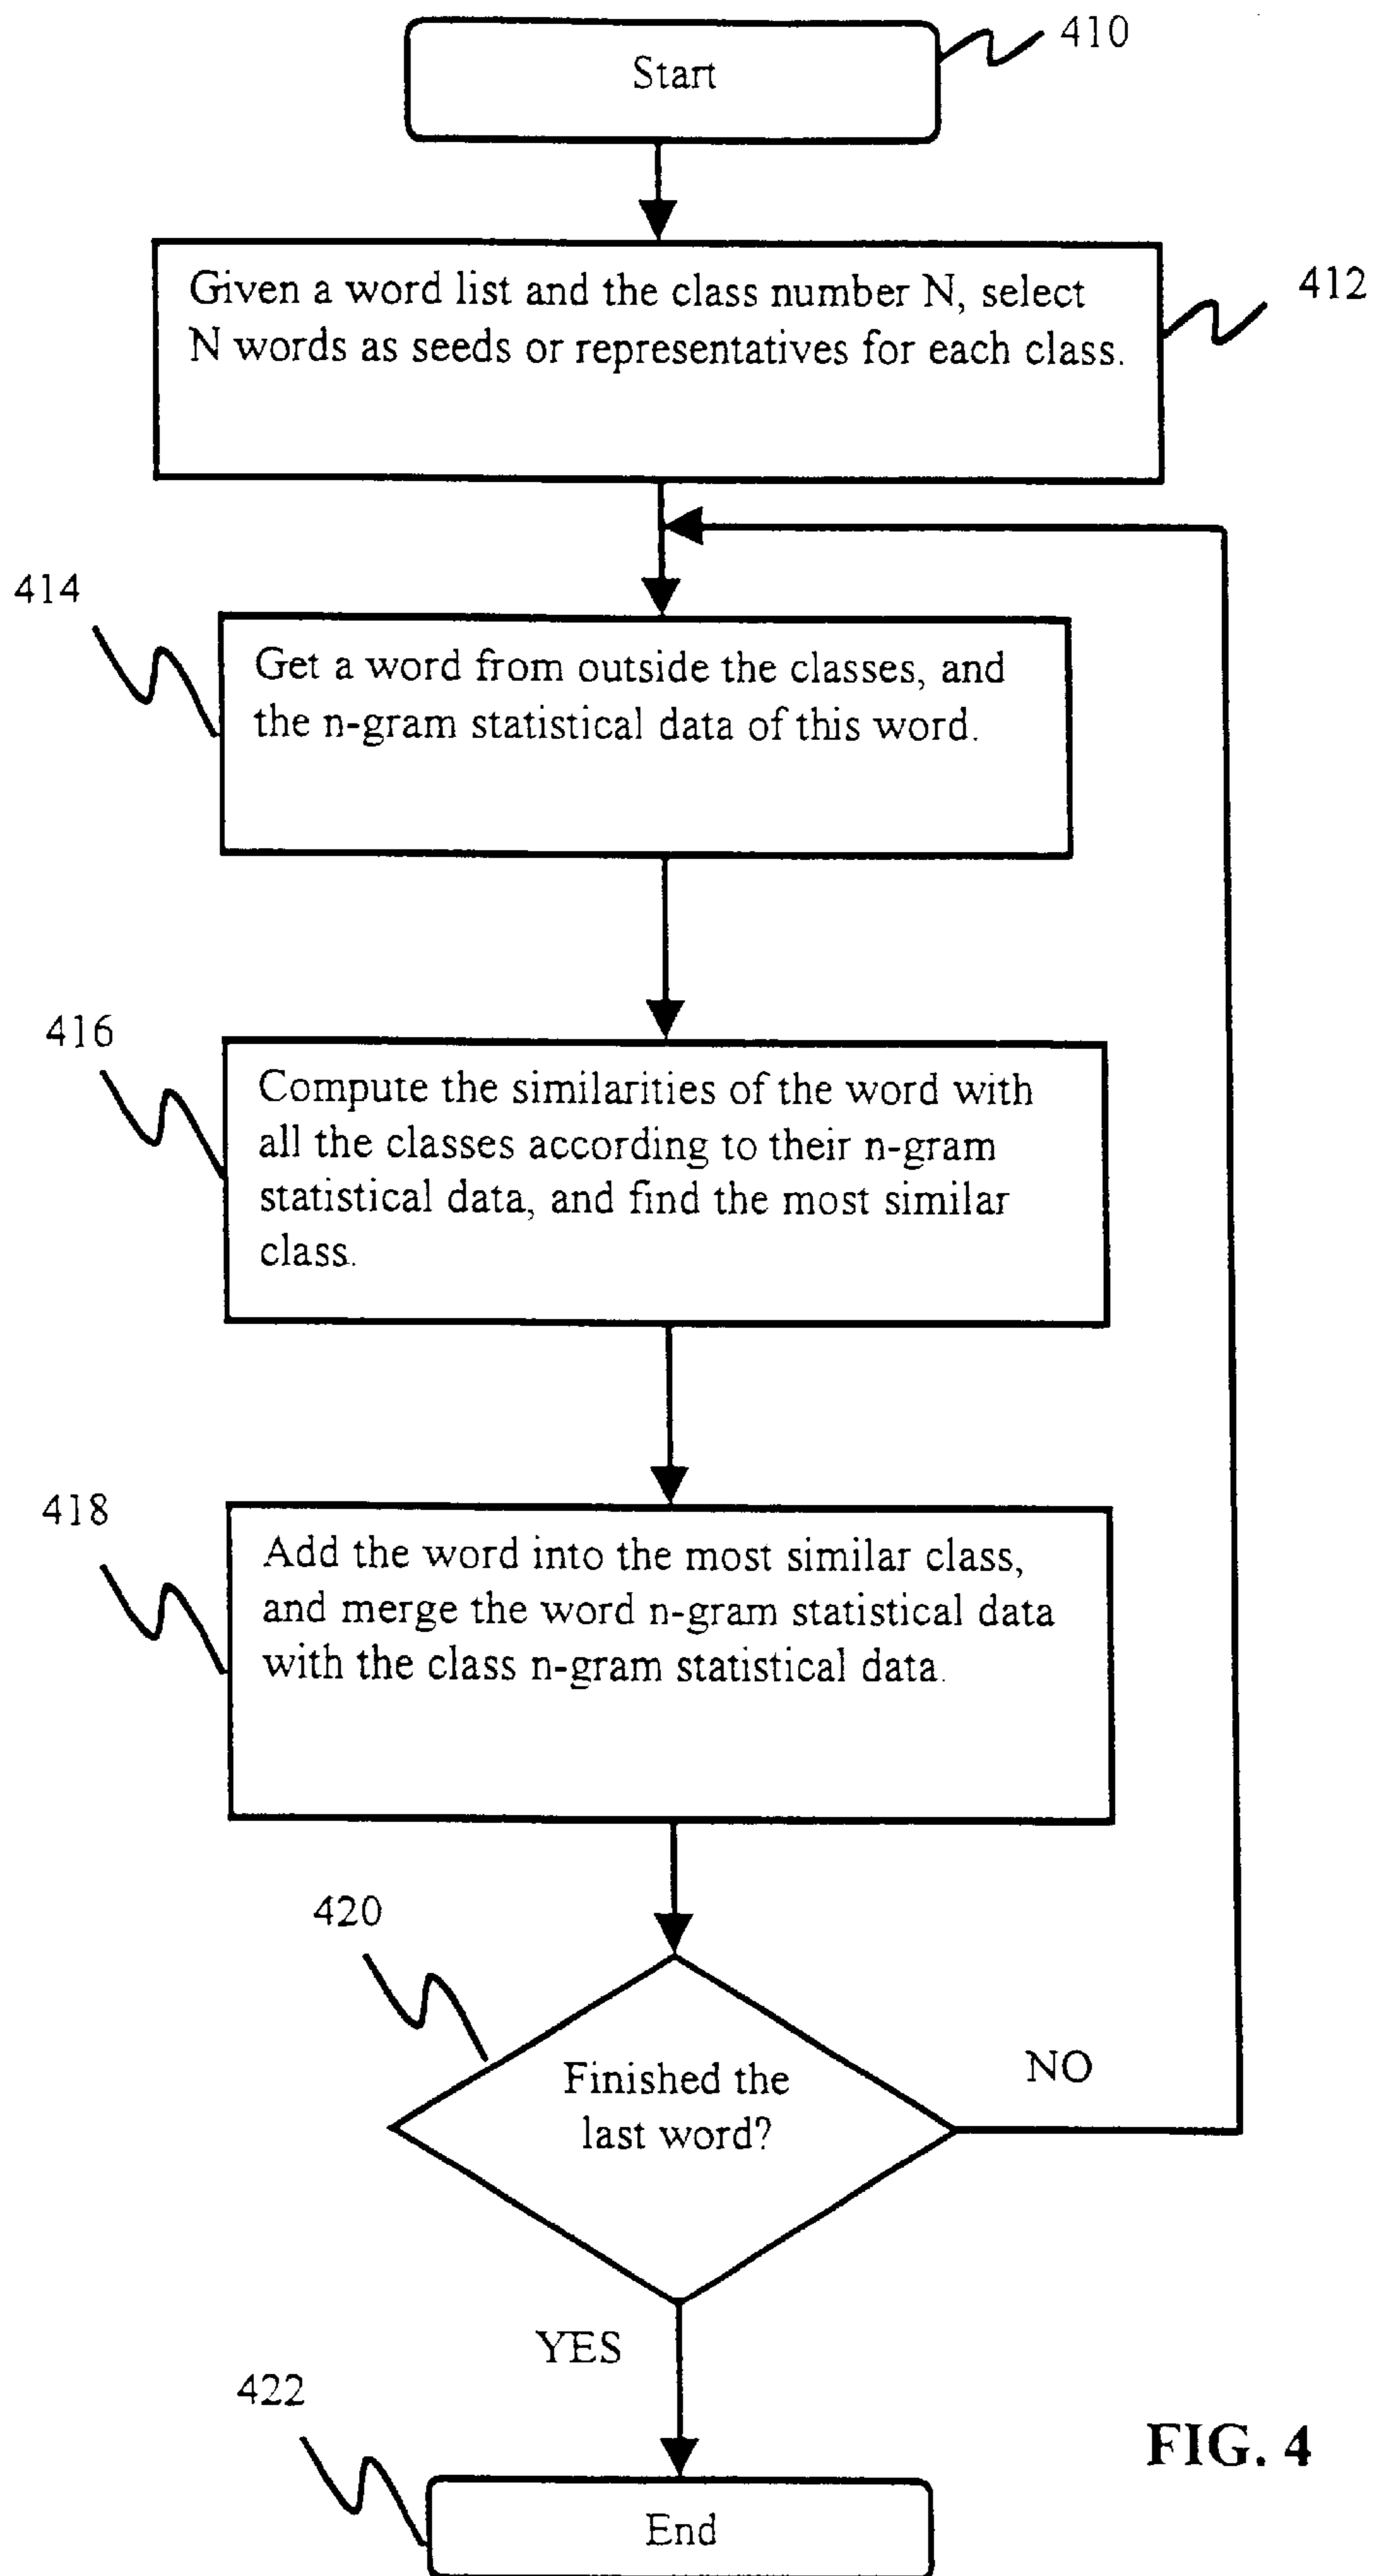 Start
410
Given a word list and the class number N, select
N words as seeds or representatives for each class.
412
414
Get a word from outside the classes, and
the n-gram statistical data of this word.
416
Compute the similarities of the word with
all the classes according to their n-gram
statistical data, and find the most similar
class.
418
Add the word into the most similar class,
and merge the word n-gram statistical data
with the class n-gram statistical data.
420
Finished the
last word?
NO
YES
422
End
FIG. 4